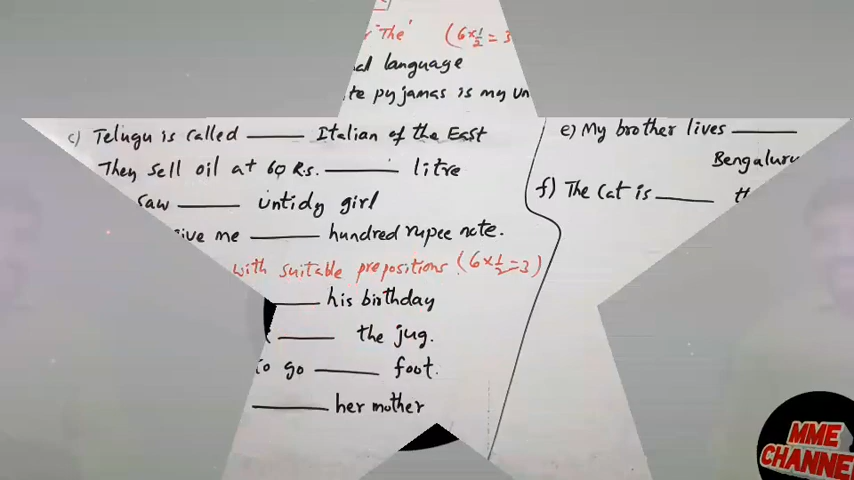 'The' (6×½=3
language
pyjamas is my
c) Telugu is called ______ Italian of the East
They sell oil at 60 R.s. ______ litre
saw ______ untidy girl
me ______ hundred rupee note.
with suitable prepositions (6×½=3)
______ his birthday
______ the jug.
to go ______ foot.
______ her mother
e) My brother lives ______
Bengaluru
f) The Cat is ______
MME
CHANNEL